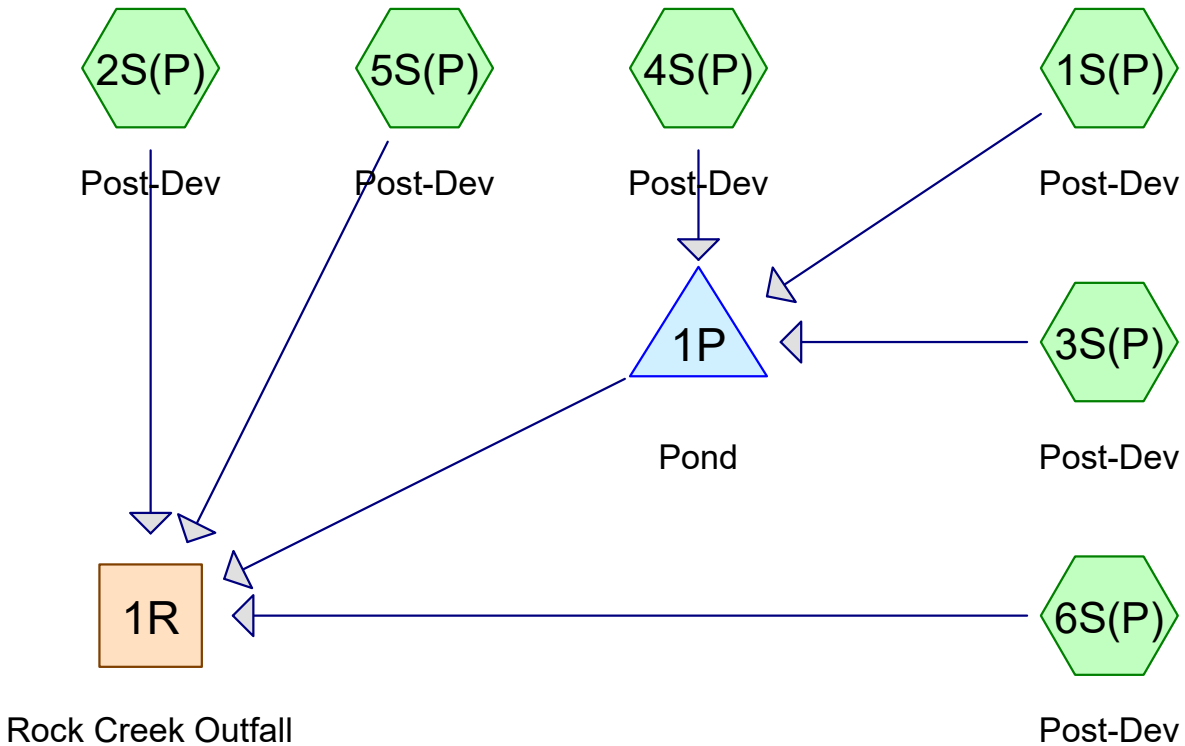 2S(P)
5S(P)
4S(P)
1S(P)
Post-Dev
Post-Dev
Post-Dev
Post-Dev
1P
3S(P)
Pond
Post-Dev
1R
6S(P)
Rock Creek Outfall
Post-Dev